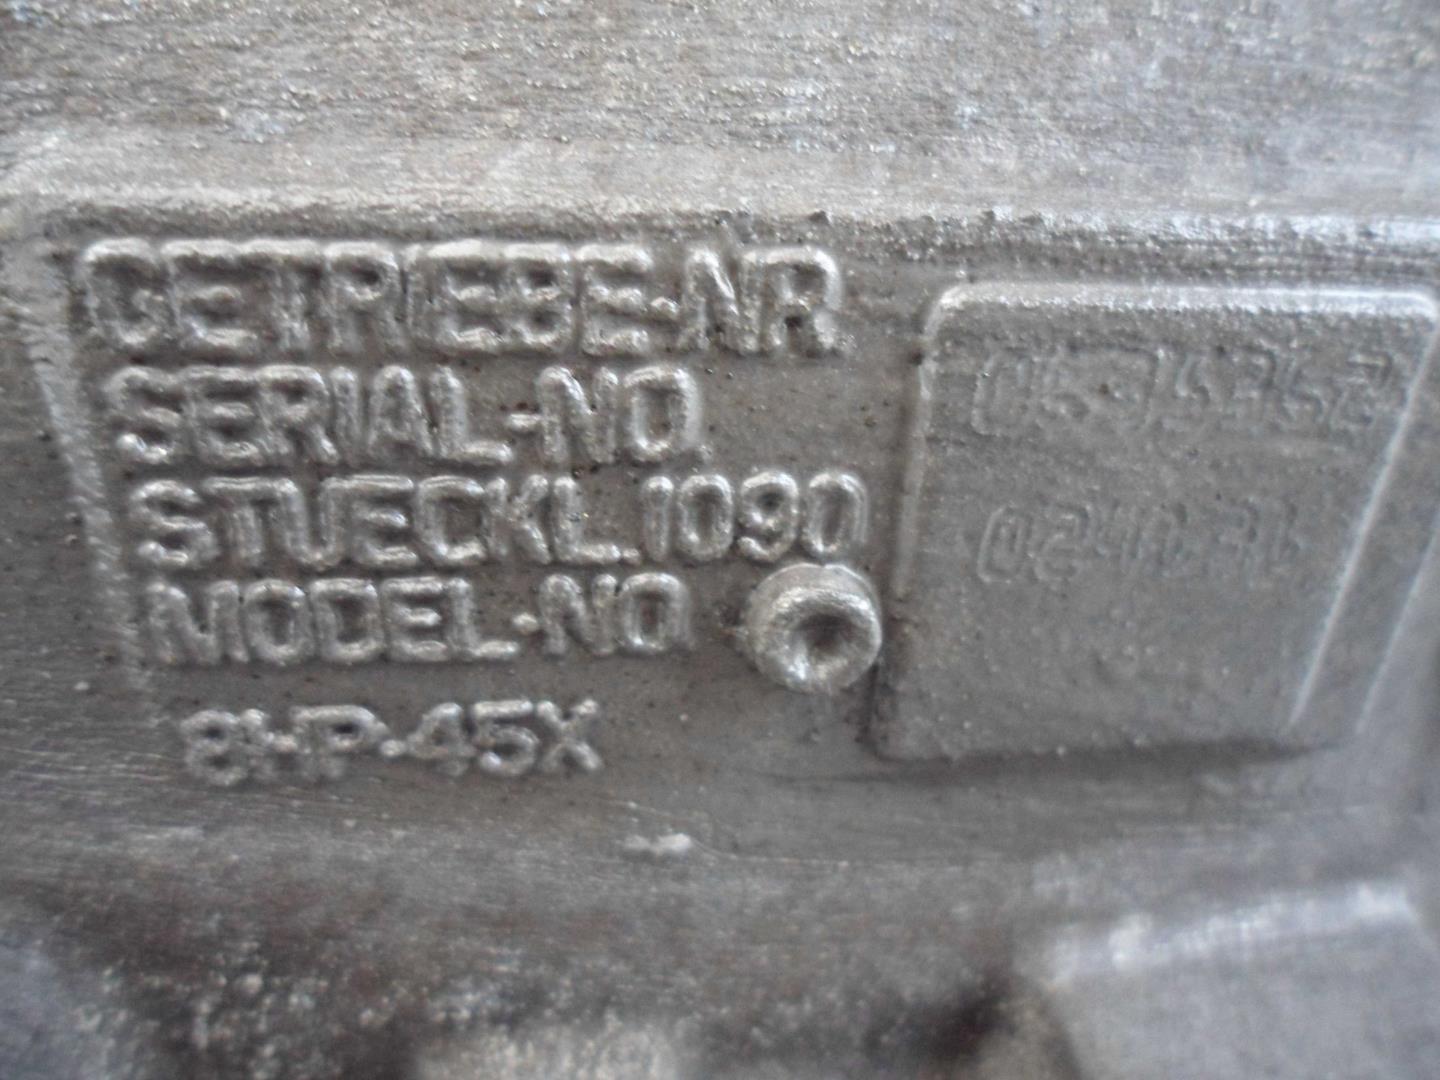 GETRIEBE-NR
SERIAL-NO.
STUECKL.1090
MODEL-NO.
8HP-45X